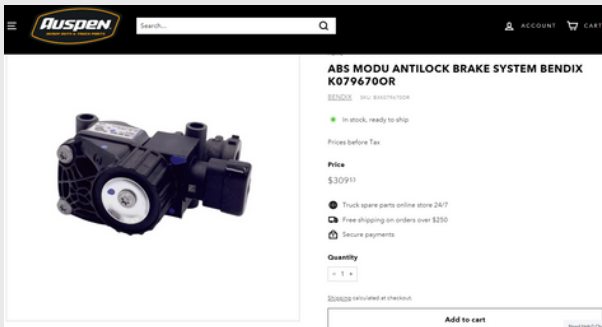 AUSPEN
Search...
ACCOUNT
CART
ABS MODU ANTILOCK BRAKE SYSTEM BENDIX
K079670OR
BENDIX
In stock, ready to ship
Prices before Tax
Price
$309
Truck spare parts online store 24/7
Free shipping on orders over $250
Secure payments
Quantity
- 1 +
Shipping calculated at checkout.
Add to cart